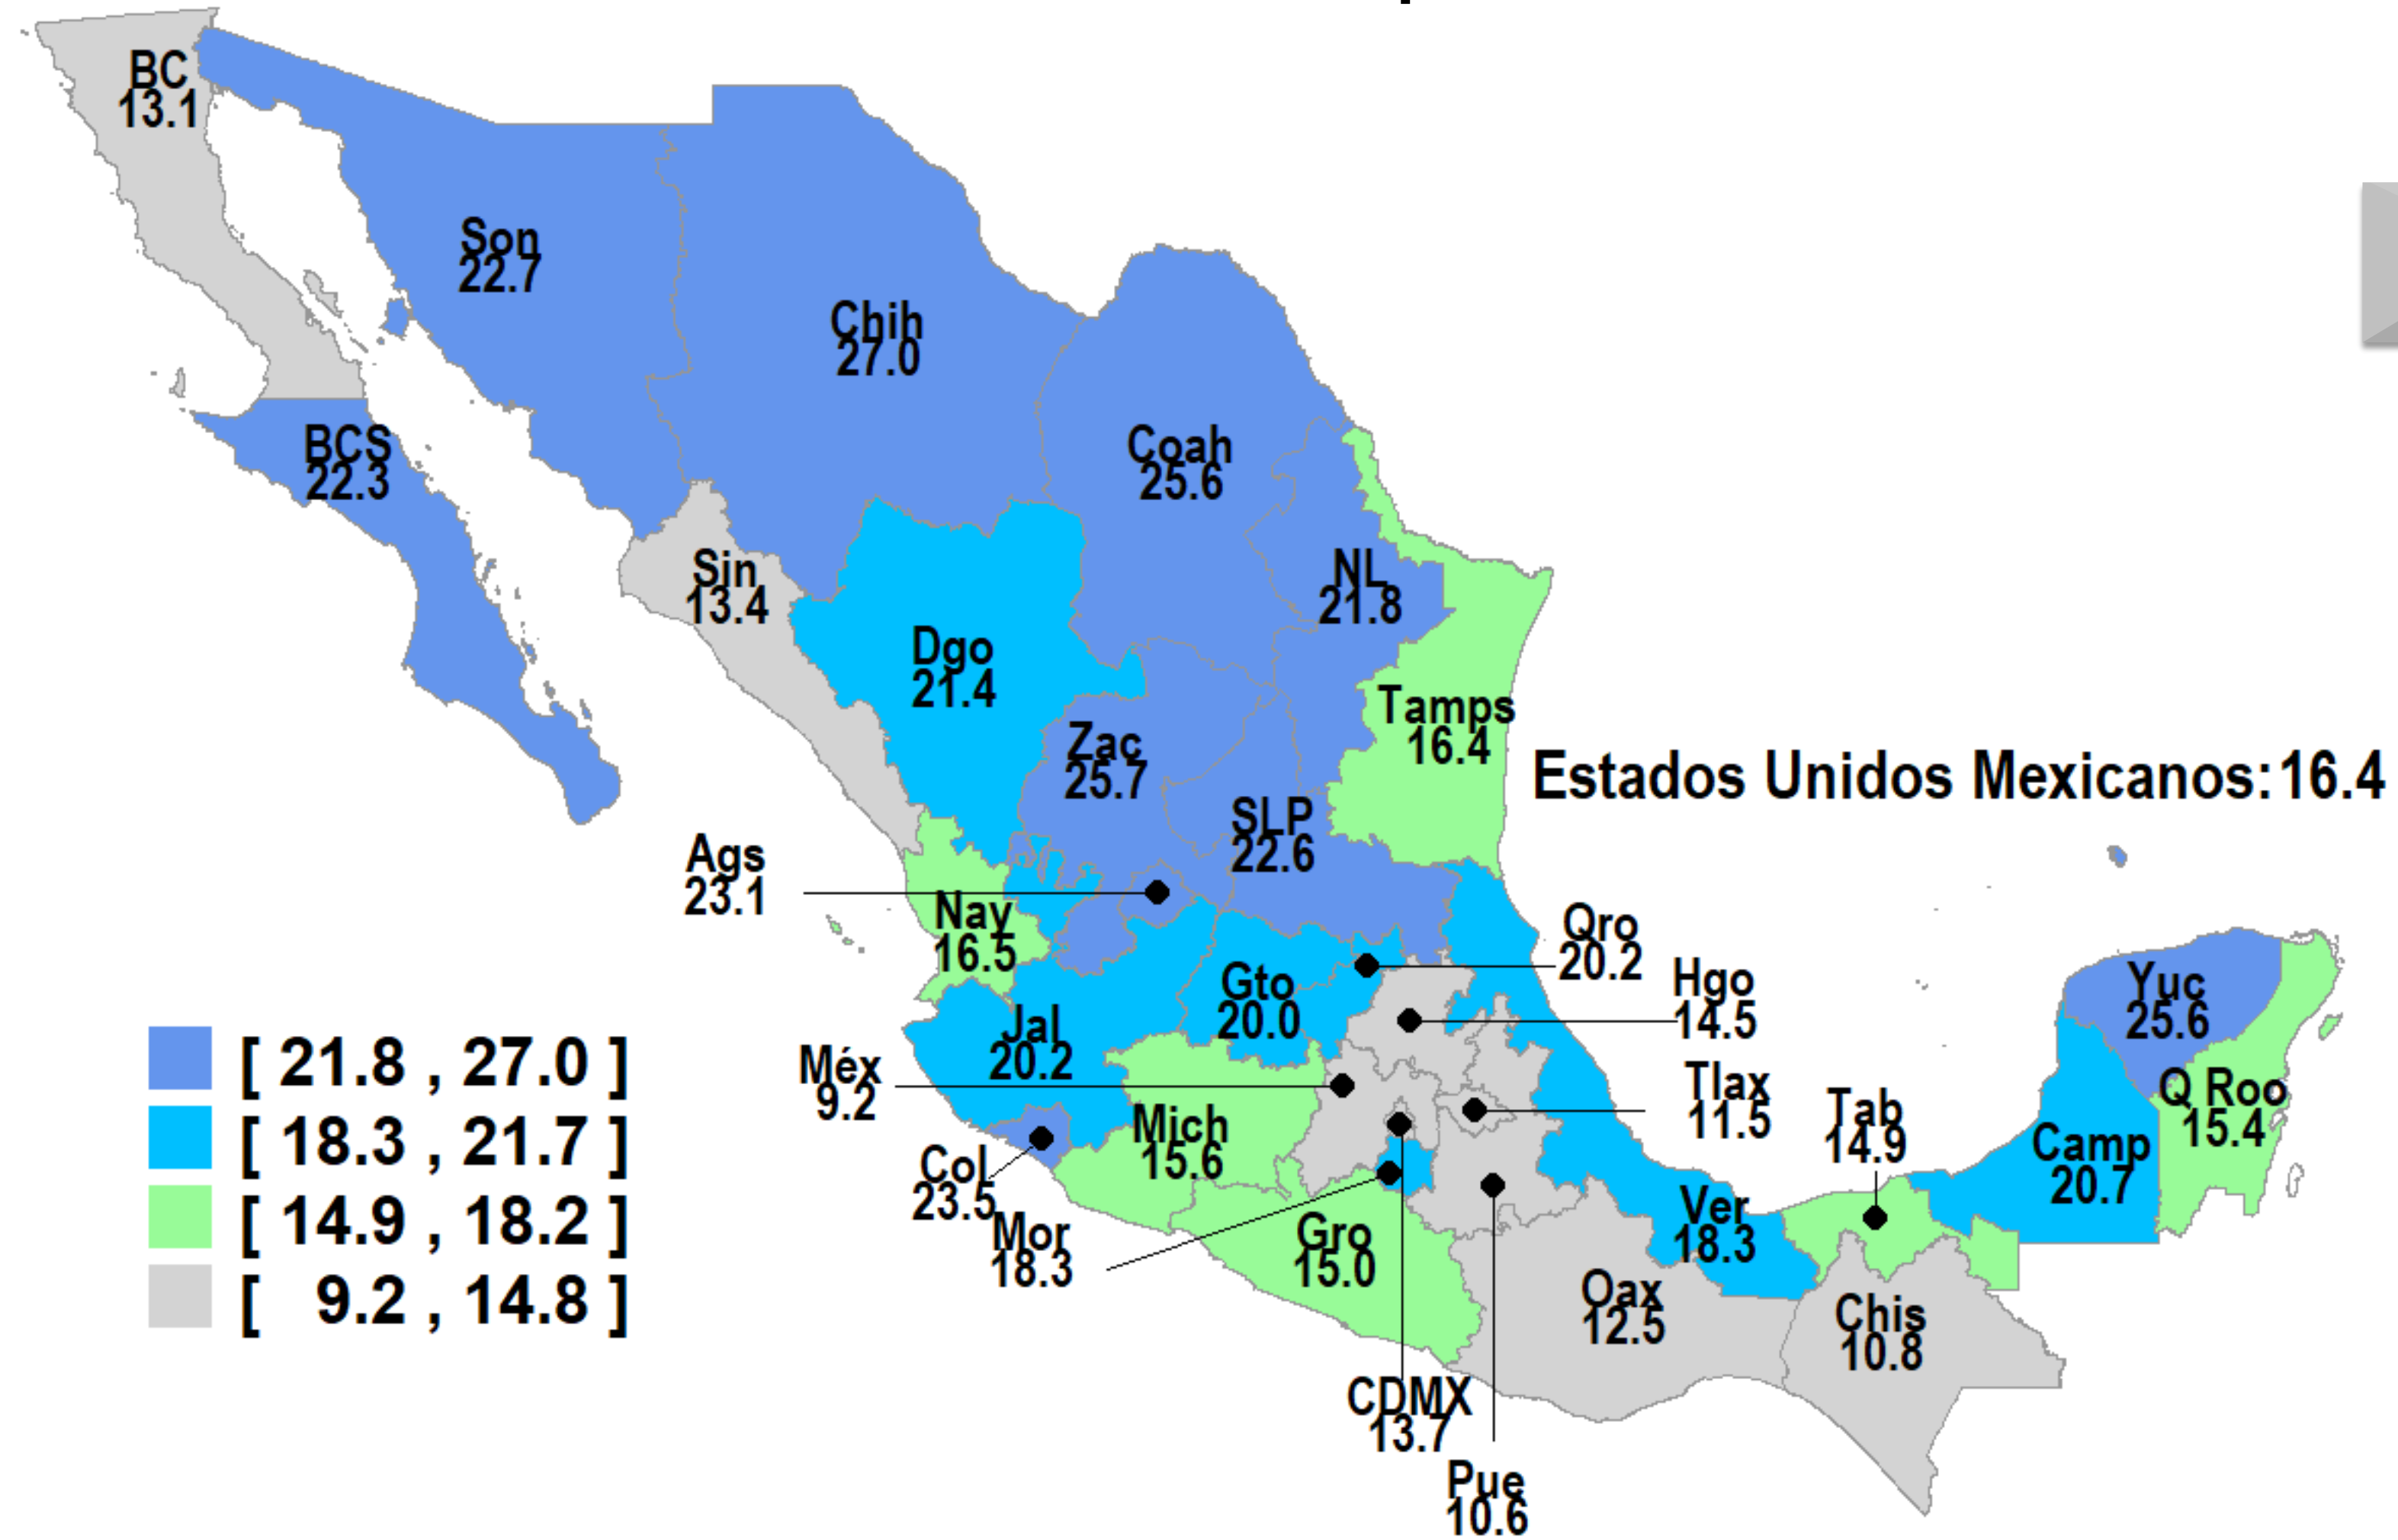 BC
13.1
Son
22.7
Chih
27.0
BCS
22.3
Coah
25.6
Sin
13.4
NL
21.8
Dgo
21.4
Tamps
16.4
Zac
25.7
Estados Unidos Mexicanos:16.4
SLP
22.6
Ags
23.1
Nay
16.5
Qro
20.2
Hgo
14.5
Gto
20.0
Yuc
25.6
Jal
20.2
Méx
9.2
Tlax
11.5
Tab
14.9
Q Roo
15.4
Mich
15.6
Camp
20.7
Col
23.5
Mor
18.3
Gro
15.0
Ver
18.3
Oax
12.5
Chis
10.8
CDMX
13.7
Pue
10.6
[ 21.8 , 27.0 ]
[ 18.3 , 21.7 ]
[ 14.9 , 18.2 ]
[ 9.2 , 14.8 ]